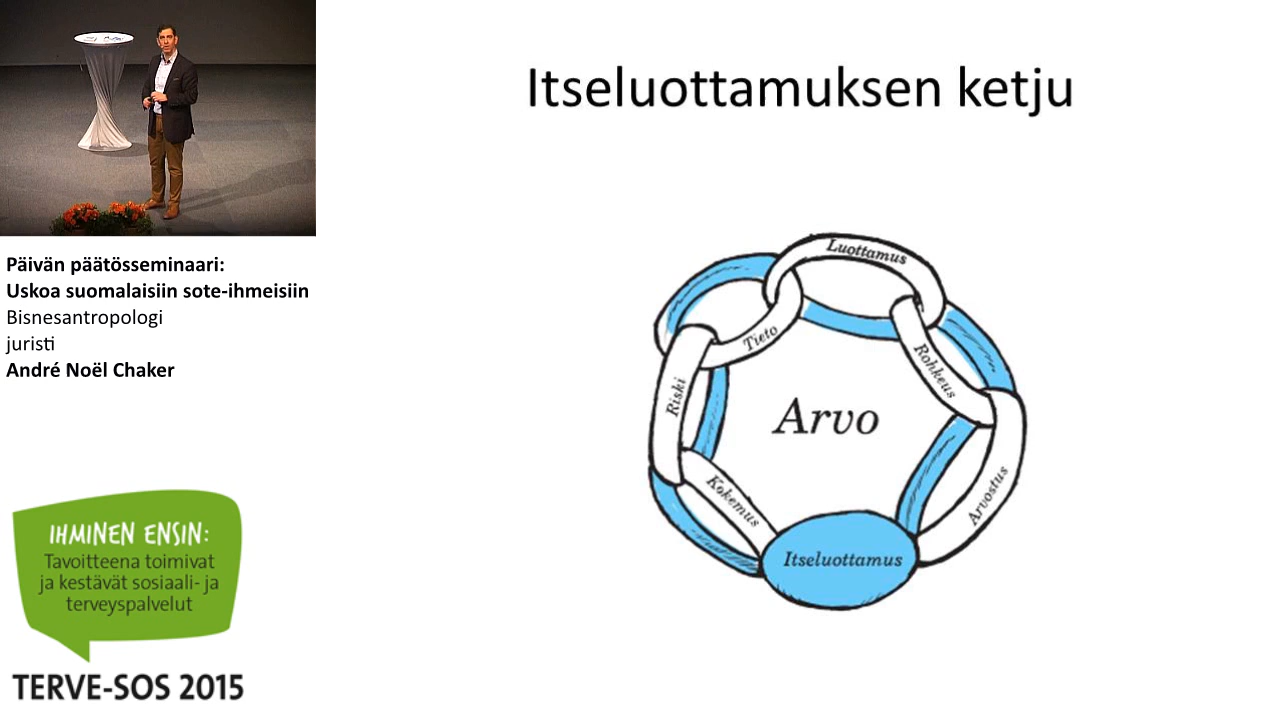 Itseluottamuksen ketju
Päivän päätösseminaari:
Uskoa suomalaisiin sote-ihmeisiin
Bisnesantropologi
juristi
André Noël Chaker
Luottamus
Tieto
Rohkeus
Riski
Arvo
Arvostus
Kokemus
Itseluottamus
IHMINEN ENSIN:
Tavoitteena toimivat
ja kestävät sosiaali- ja
terveyspalvelut
TERVE-SOS 2015